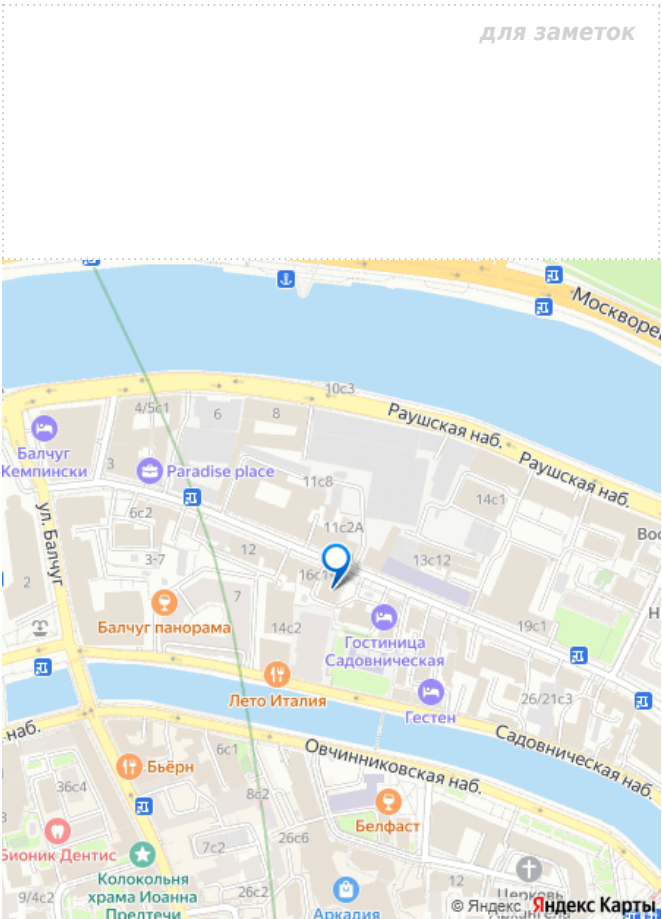 для заметок
Москворе
10с3
4/5с1
6
8
Раушская наб.
Раушская наб.
Балчуг
Кемпински
3
Paradise place
11с8
14с1
6с2
ул. Балчуг
11с2А
Вос
3-7
12
13с12
16с1
2
7
Балчуг панорама
14с2
Гостиница
Садовническая
19с1
Н
Лето Италия
Гестен
26/21с3
Садовническая наб.
наб.
6с1
Овчинниковская наб.
Бьёрн
36с4
8с2
Белфаст
26с6
7с2
Бионик Дентис
Колокольня
храма Иоанна
Предтечи
9/4с2
26с2
12
Церковь
Архангел
Аркадия
© Яндекс Яндекс Карты